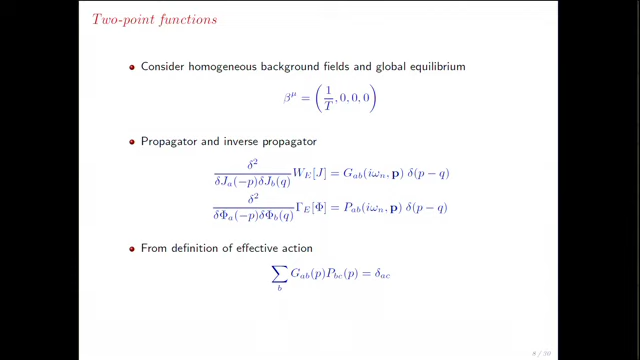 Two-point functions
Consider homogeneous background fields and global equilibrium
β^μ = (1/T, 0, 0, 0)
Propagator and inverse propagator
δ²/(δJ_a(−p)δJ_b(q)) W_E[J] = G_ab(iω_n, **p**) δ(p − q)
δ²/(δΦ_a(−p)δΦ_b(q)) Γ_E[Φ] = P_ab(iω_n, **p**) δ(p − q)
From definition of effective action
∑_b G_ab(p)P_bc(p) = δ_ac
8 / 30